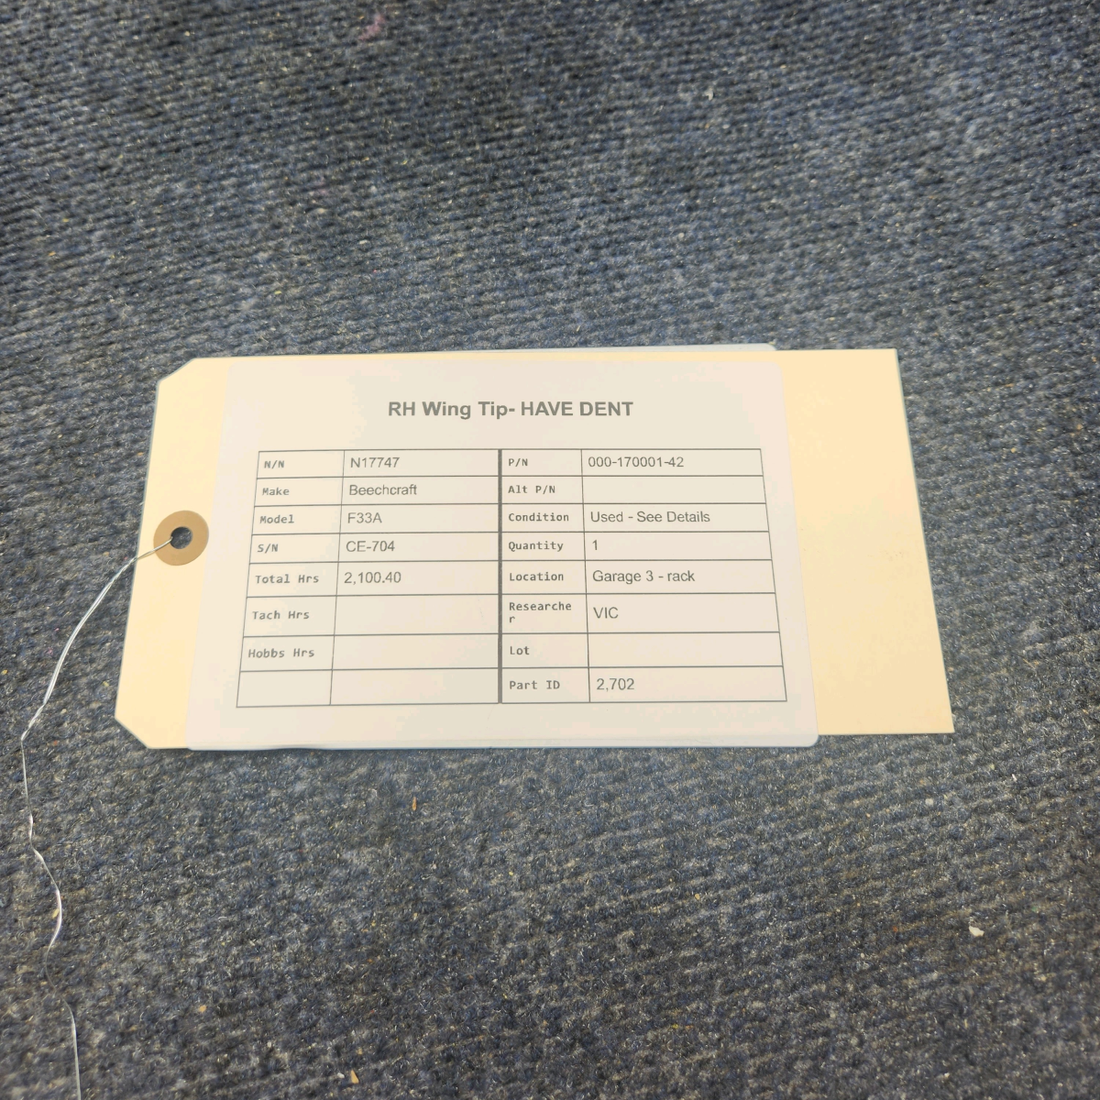 RH Wing Tip- HAVE DENT
N/N N17747 P/N 000-170001-42
Make Beechcraft Alt P/N
Model F33A Condition Used - See Details
S/N CE-704 Quantity 1
Total Hrs 2,100.40 Location Garage 3 - rack
Tach Hrs Researche
r VIC
Hobbs Hrs Lot
Part ID 2,702